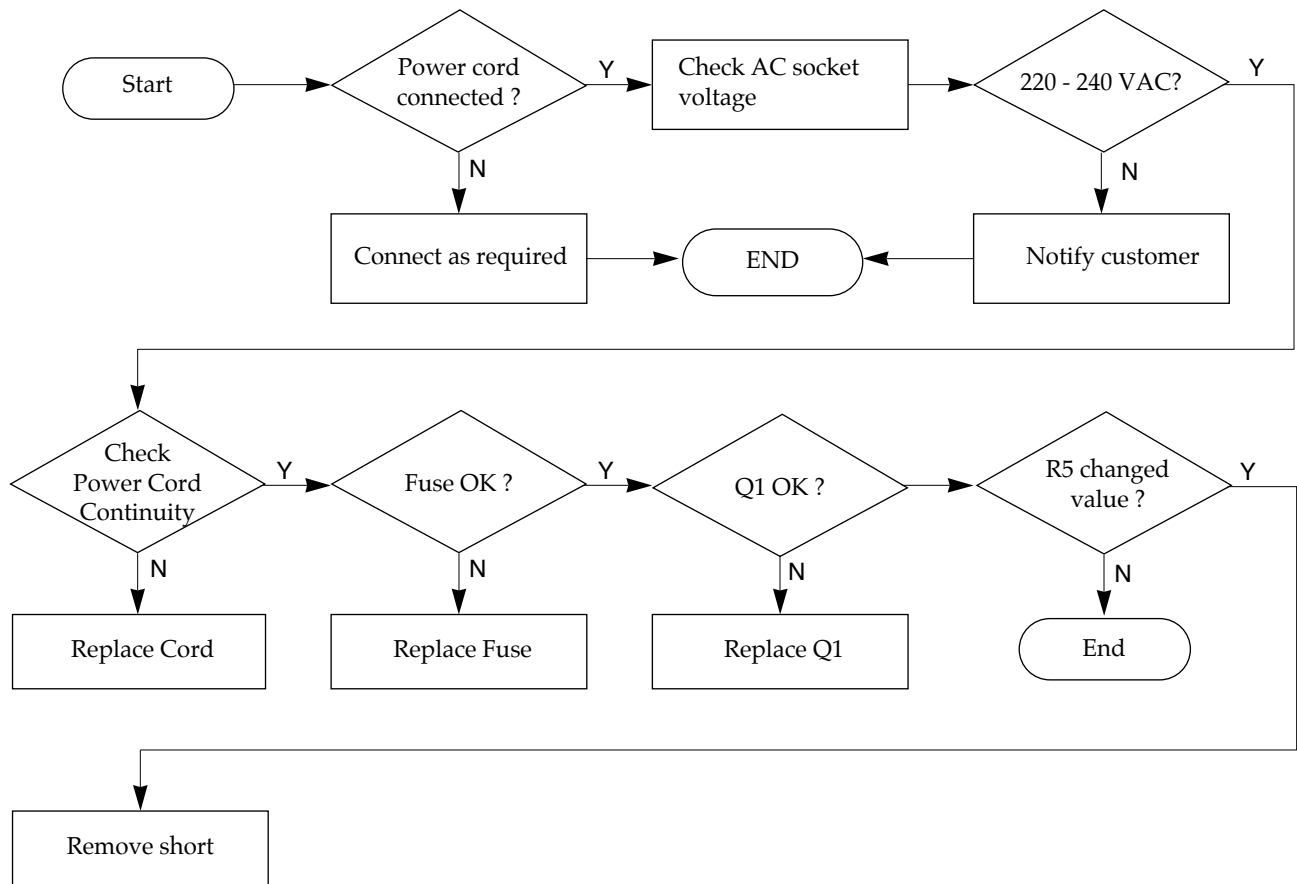 Start
Power cord
connected ?
Y
Check AC socket
voltage
220 - 240 VAC?
Y
N
N
Connect as required
END
Notify customer
Check
Power Cord
Continuity
Y
Fuse OK ?
Y
Q1 OK ?
R5 changed
value ?
Y
N
N
N
N
Replace Cord
Replace Fuse
Replace Q1
End
Remove short